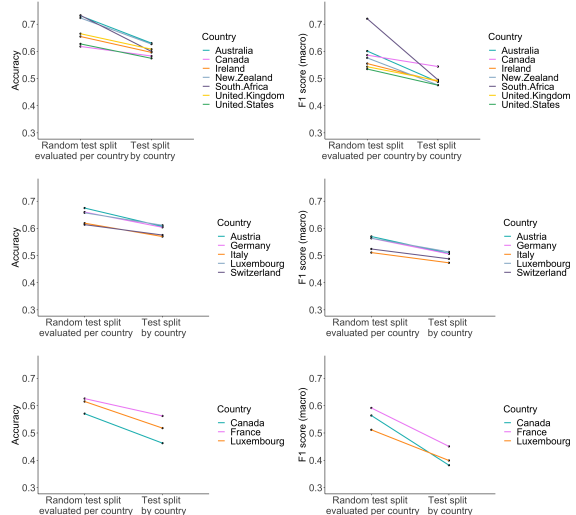 Accuracy
0.7
0.6
0.5
0.4
0.3
Random test split
evaluated per country
Test split
by country
Country
Australia
Canada
Ireland
New.Zealand
South.Africa
United.Kingdom
United.States
F1 score (macro)
0.7
0.6
0.5
0.4
0.3
Random test split
evaluated per country
Test split
by country
Country
Australia
Canada
Ireland
New.Zealand
South.Africa
United.Kingdom
United.States
Accuracy
0.7
0.6
0.5
0.4
0.3
Random test split
evaluated per country
Test split
by country
Country
Austria
Germany
Italy
Luxembourg
Switzerland
F1 score (macro)
0.7
0.6
0.5
0.4
0.3
Random test split
evaluated per country
Test split
by country
Country
Austria
Germany
Italy
Luxembourg
Switzerland
Accuracy
0.7
0.6
0.5
0.4
0.3
Random test split
evaluated per country
Test split
by country
Country
Canada
France
Luxembourg
F1 score (macro)
0.7
0.6
0.5
0.4
0.3
Random test split
evaluated per country
Test split
by country
Country
Canada
France
Luxembourg